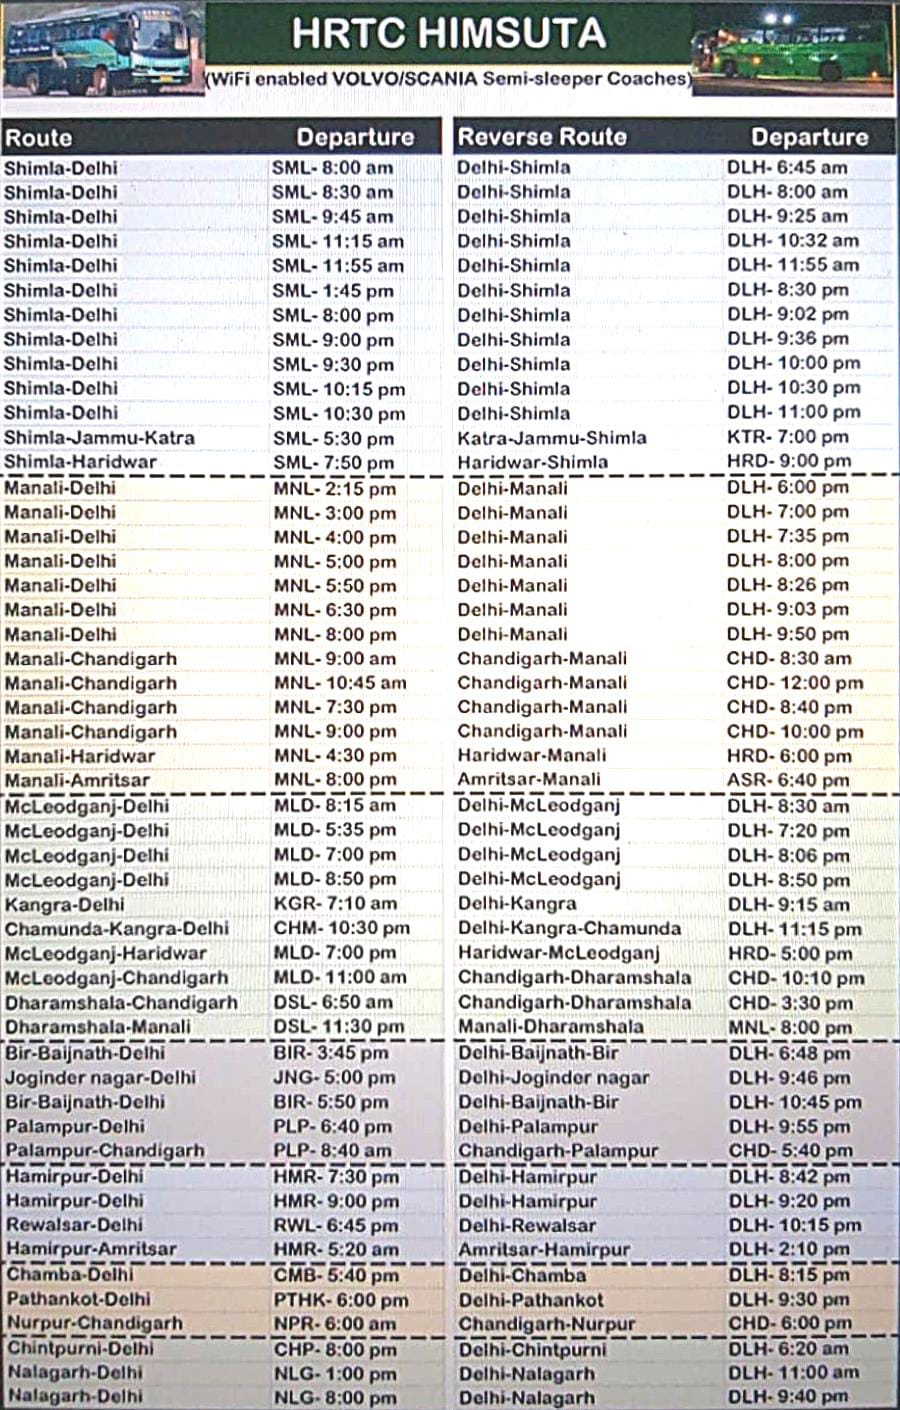 HRTC HIMSUTA
(WiFi enabled VOLVO/SCANIA Semi-sleeper Coaches)
Route Departure Reverse Route Departure
Shimla-Delhi SML- 8:00 am Delhi-Shimla DLH- 6:45 am
Shimla-Delhi SML- 8:30 am Delhi-Shimla DLH- 8:00 am
Shimla-Delhi SML- 9:45 am Delhi-Shimla DLH- 9:25 am
Shimla-Delhi SML- 11:15 am Delhi-Shimla DLH- 10:32 am
Shimla-Delhi SML- 11:55 am Delhi-Shimla DLH- 11:55 am
Shimla-Delhi SML- 1:45 pm Delhi-Shimla DLH- 8:30 pm
Shimla-Delhi SML- 8:00 pm Delhi-Shimla DLH- 9:02 pm
Shimla-Delhi SML- 9:00 pm Delhi-Shimla DLH- 9:36 pm
Shimla-Delhi SML- 9:30 pm Delhi-Shimla DLH- 10:00 pm
Shimla-Delhi SML- 10:15 pm Delhi-Shimla DLH- 10:30 pm
Shimla-Delhi SML- 10:30 pm Delhi-Shimla DLH- 11:00 pm
Shimla-Jammu-Katra SML- 5:30 pm Katra-Jammu-Shimla KTR- 7:00 pm
Shimla-Haridwar SML- 7:50 pm Haridwar-Shimla HRD- 9:00 pm
Manali-Delhi MNL- 2:15 pm Delhi-Manali DLH- 6:00 pm
Manali-Delhi MNL- 3:00 pm Delhi-Manali DLH- 7:00 pm
Manali-Delhi MNL- 4:00 pm Delhi-Manali DLH- 7:35 pm
Manali-Delhi MNL- 5:00 pm Delhi-Manali DLH- 8:00 pm
Manali-Delhi MNL- 5:50 pm Delhi-Manali DLH- 8:26 pm
Manali-Delhi MNL- 6:30 pm Delhi-Manali DLH- 9:03 pm
Manali-Delhi MNL- 8:00 pm Delhi-Manali DLH- 9:50 pm
Manali-Chandigarh MNL- 9:00 am Chandigarh-Manali CHD- 8:30 am
Manali-Chandigarh MNL- 10:45 am Chandigarh-Manali CHD- 12:00 pm
Manali-Chandigarh MNL- 7:30 pm Chandigarh-Manali CHD- 8:40 pm
Manali-Chandigarh MNL- 9:00 pm Chandigarh-Manali CHD- 10:00 pm
Manali-Haridwar MNL- 4:30 pm Haridwar-Manali HRD- 6:00 pm
Manali-Amritsar MNL- 8:00 pm Amritsar-Manali ASR- 6:40 pm
McLeodganj-Delhi MLD- 8:15 am Delhi-McLeodganj DLH- 8:30 am
McLeodganj-Delhi MLD- 5:35 pm Delhi-McLeodganj DLH- 7:20 pm
McLeodganj-Delhi MLD- 7:00 pm Delhi-McLeodganj DLH- 8:06 pm
McLeodganj-Delhi MLD- 8:50 pm Delhi-McLeodganj DLH- 8:50 pm
Kangra-Delhi KGR- 7:10 am Delhi-Kangra DLH- 9:15 am
Chamunda-Kangra-Delhi CHM- 10:30 pm Delhi-Kangra-Chamunda DLH- 11:15 pm
McLeodganj-Haridwar MLD- 7:00 pm Haridwar-McLeodganj HRD- 5:00 pm
McLeodganj-Chandigarh MLD- 11:00 am Chandigarh-Dharamshala CHD- 10:10 pm
Dharamshala-Chandigarh DSL- 6:50 am Chandigarh-Dharamshala CHD- 3:30 pm
Dharamshala-Manali DSL- 11:30 pm Manali-Dharamshala MNL- 8:00 pm
Bir-Baijnath-Delhi BIR- 3:45 pm Delhi-Baijnath-Bir DLH- 6:48 pm
Joginder nagar-Delhi JNG- 5:00 pm Delhi-Joginder nagar DLH- 9:46 pm
Bir-Baijnath-Delhi BIR- 5:50 pm Delhi-Baijnath-Bir DLH- 10:45 pm
Palampur-Delhi PLP- 6:40 pm Delhi-Palampur DLH- 9:55 pm
Palampur-Chandigarh PLP- 8:40 am Chandigarh-Palampur CHD- 5:40 pm
Hamirpur-Delhi HMR- 7:30 pm Delhi-Hamirpur DLH- 8:42 pm
Hamirpur-Delhi HMR- 9:00 pm Delhi-Hamirpur DLH- 9:20 pm
Rewalsar-Delhi RWL- 6:45 pm Delhi-Rewalsar DLH- 10:15 pm
Hamirpur-Amritsar HMR- 5:20 am Amritsar-Hamirpur DLH- 2:10 pm
Chamba-Delhi CMB- 5:40 pm Delhi-Chamba DLH- 8:15 pm
Pathankot-Delhi PTHK- 6:00 pm Delhi-Pathankot DLH- 9:30 pm
Nurpur-Chandigarh NPR- 6:00 am Chandigarh-Nurpur CHD- 6:00 pm
Chintpurni-Delhi CHP- 8:00 pm Delhi-Chintpurni DLH- 6:20 am
Nalagarh-Delhi NLG- 1:00 pm Delhi-Nalagarh DLH- 11:00 am
Nalagarh-Delhi NLG- 8:00 pm Delhi-Nalagarh DLH- 9:40 pm